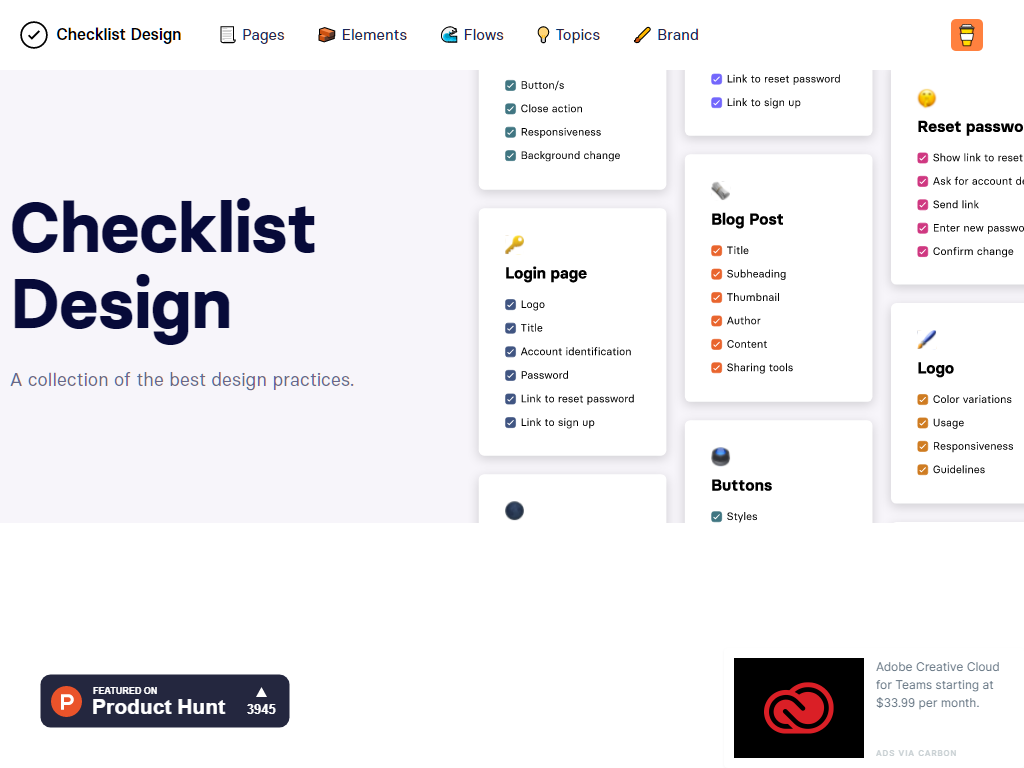 Checklist Design
Pages
Elements
Flows
Topics
Brand
Checklist
Design
A collection of the best design practices.
Button/s
Close action
Responsiveness
Background change
Login page
Logo
Title
Account identification
Password
Link to reset password
Link to sign up
Link to reset password
Link to sign up
Blog Post
Title
Subheading
Thumbnail
Author
Content
Sharing tools
Buttons
Styles
Reset passwo
Show link to reset
Ask for account de
Send link
Enter new passwo
Confirm change
Logo
Color variations
Usage
Responsiveness
Guidelines
FEATURED ON
Product Hunt
3945
Adobe Creative Cloud
for Teams starting at
$33.99 per month.
ADS VIA CARBON